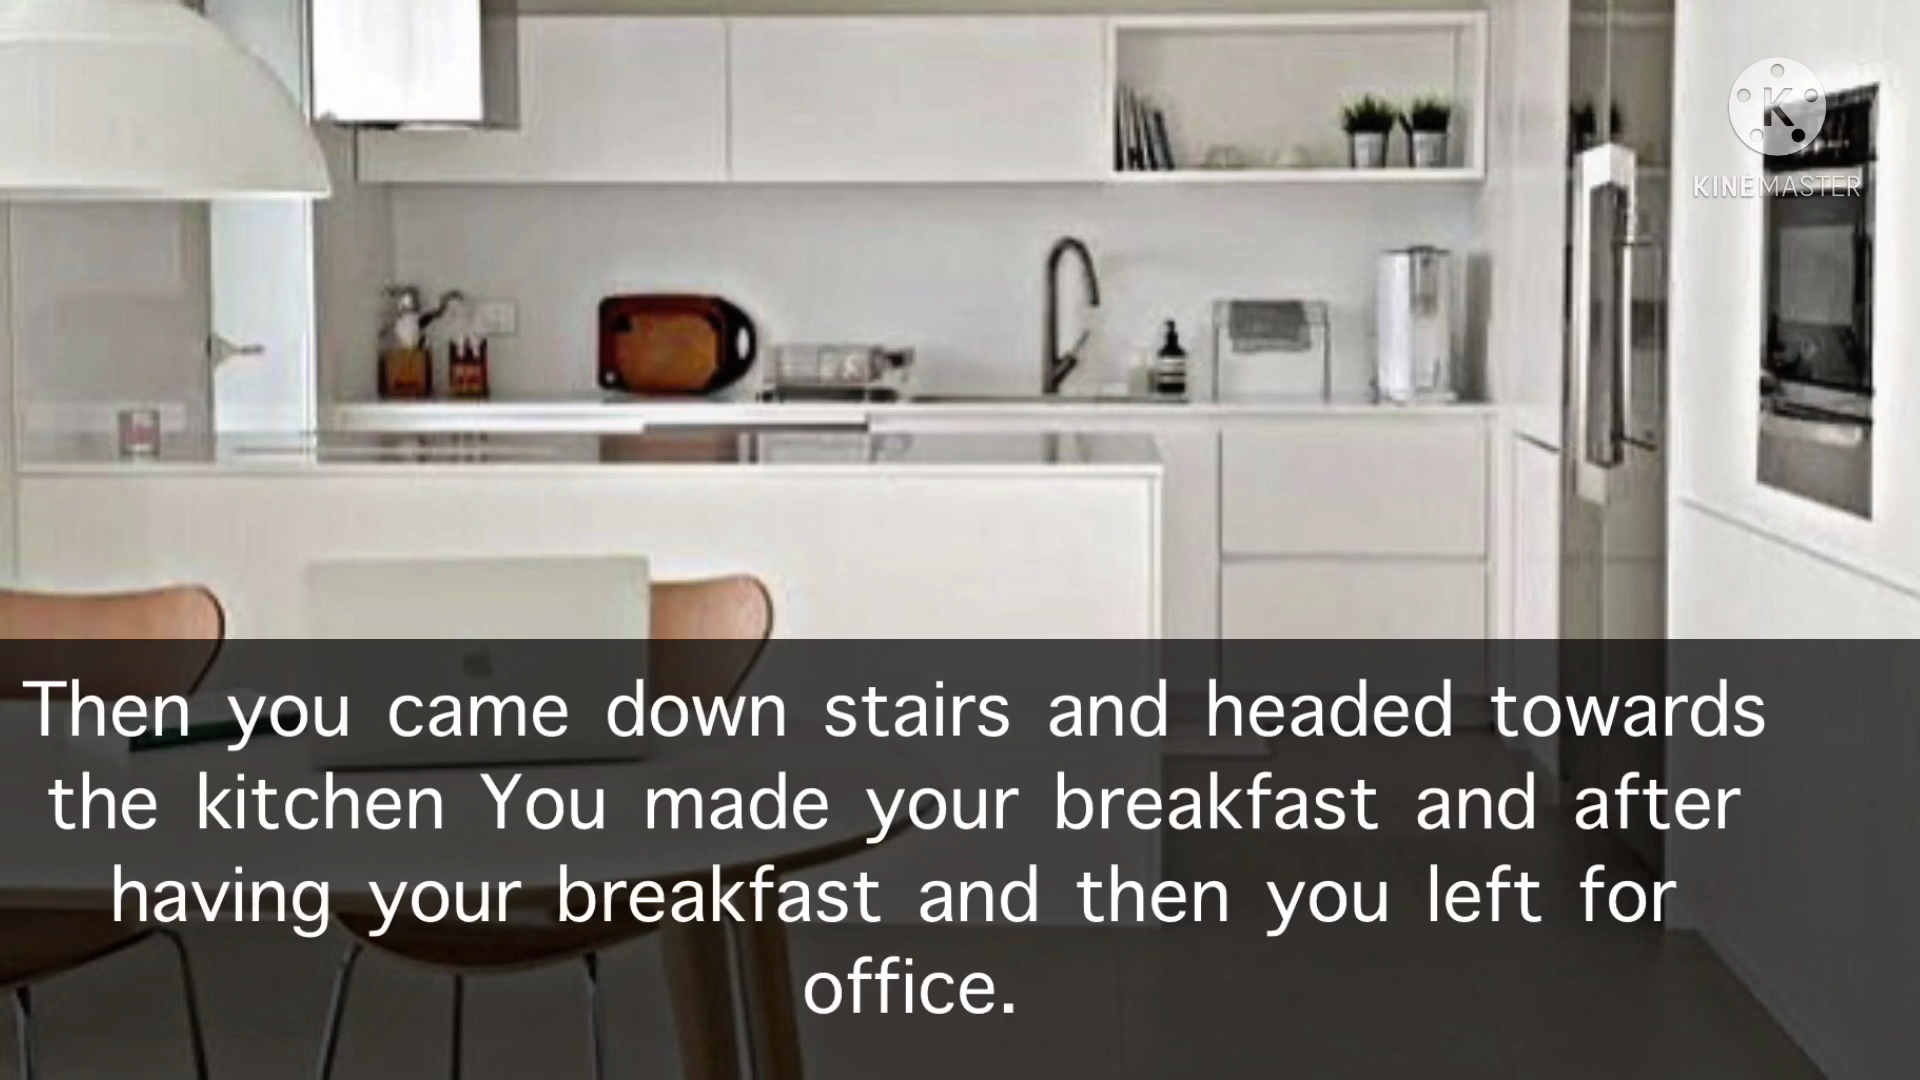 K
KINEMASTER
Then you came down stairs and headed towards
the kitchen You made your breakfast and after
having your breakfast and then you left for
office.